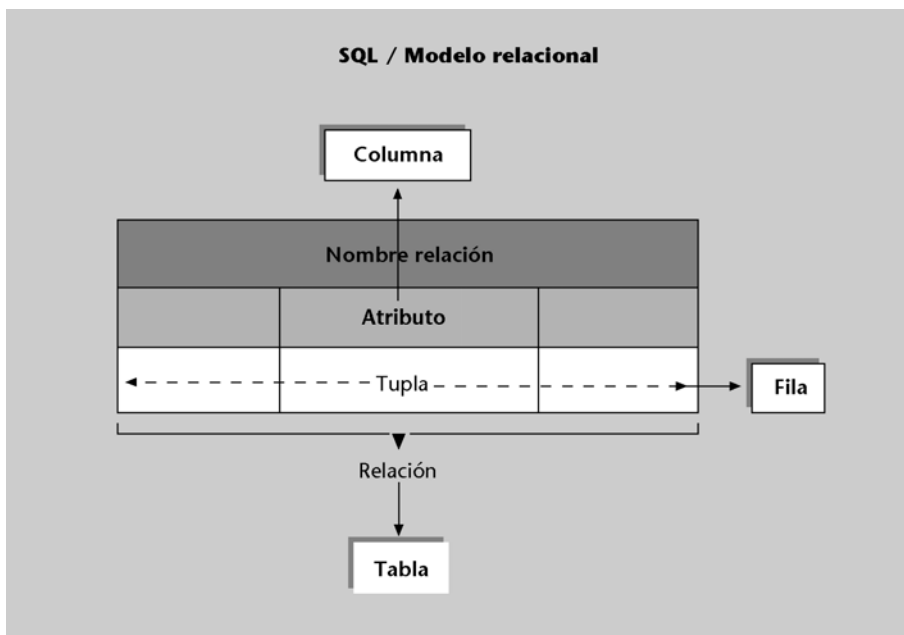 SQL / Modelo relacional
Columna
Nombre relación
Atributo
Tupla
Fila
Relación
Tabla